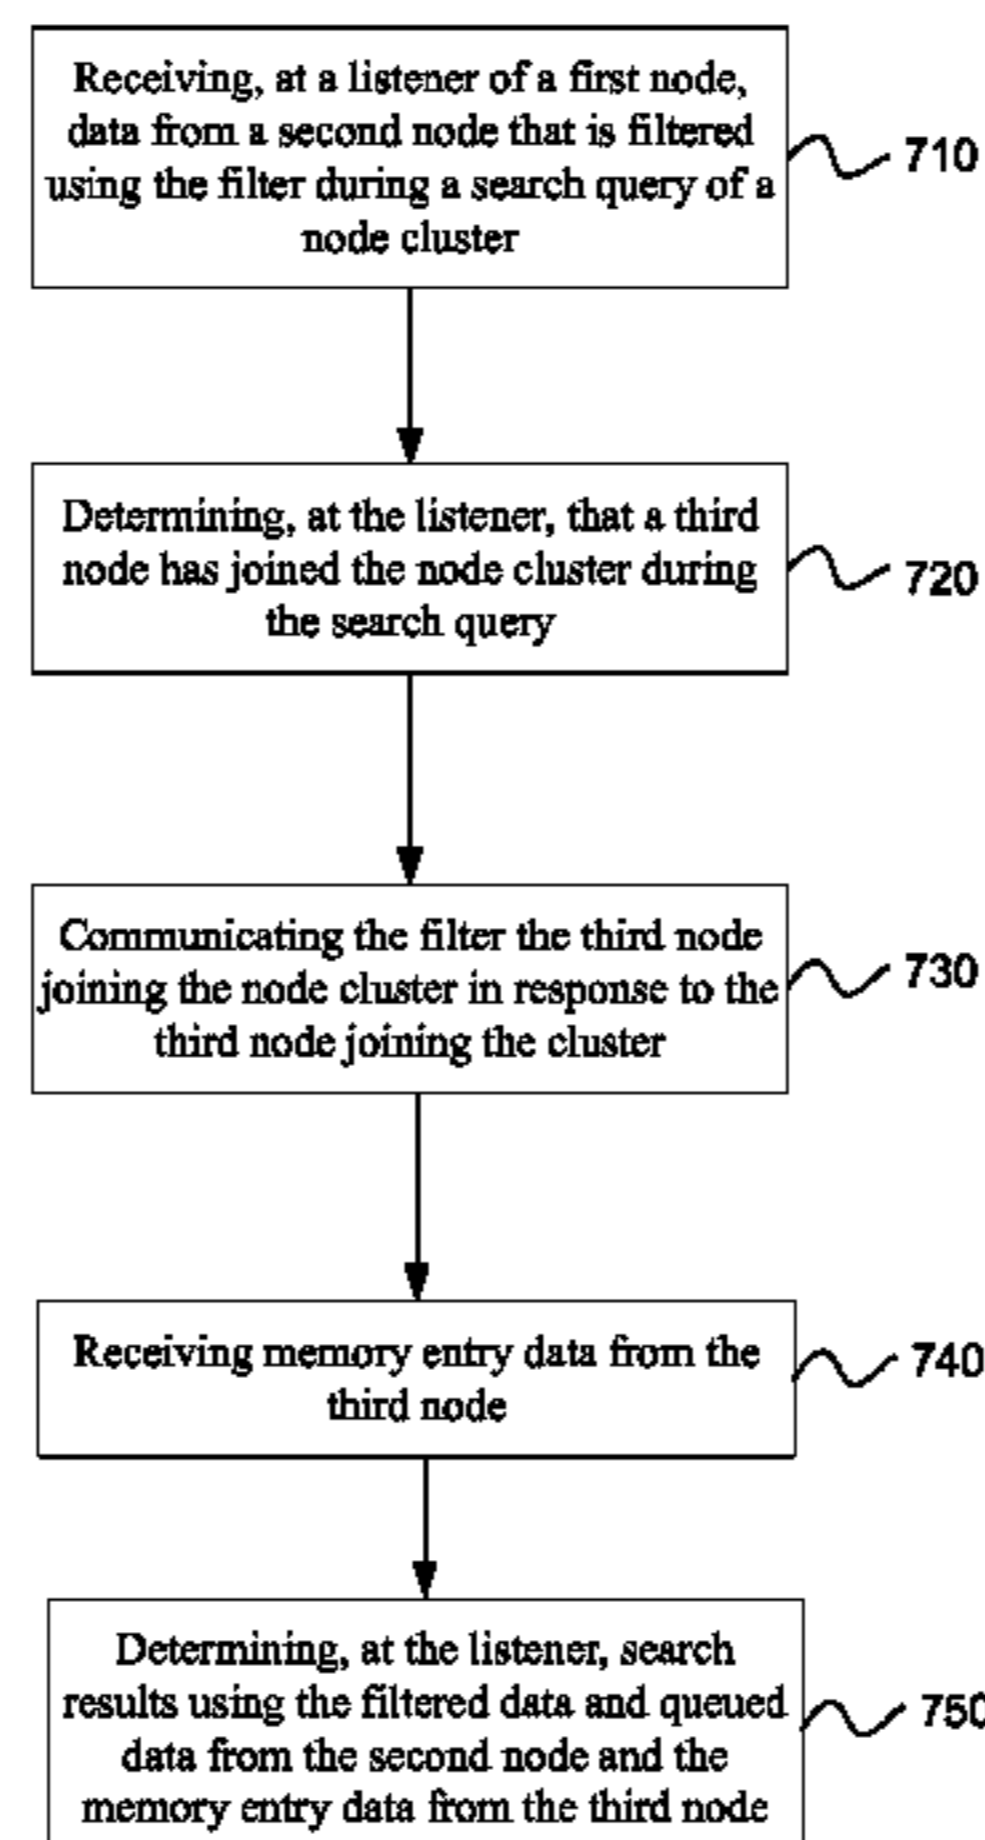 Receiving, at a listener of a first node,
data from a second node that is filtered
using the filter during a search query of a
node cluster
710
Determining, at the listener, that a third
node has joined the node cluster during
the search query
720
Communicating the filter the third node
joining the node cluster in response to the
third node joining the cluster
730
Receiving memory entry data from the
third node
740
Determining, at the listener, search
results using the filtered data and queued
data from the second node and the
memory entry data from the third node
750